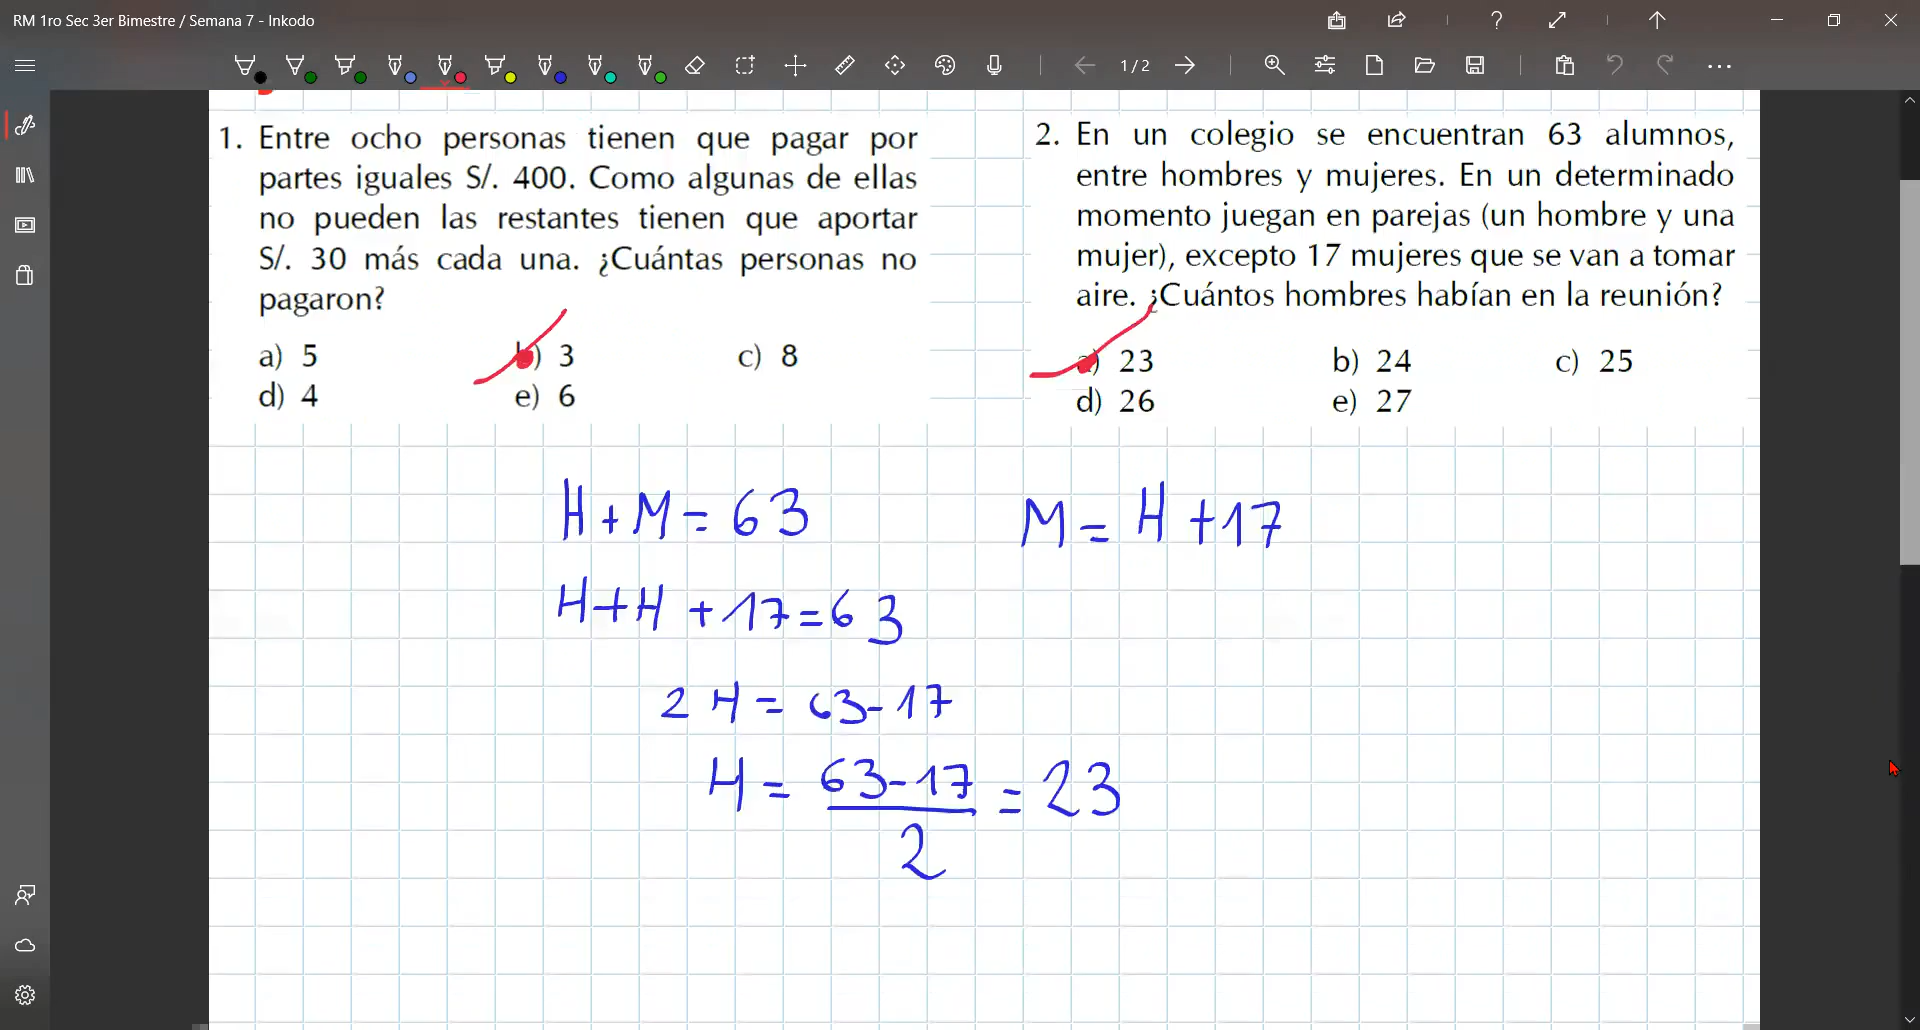 RM 1ro Sec 3er Bimestre / Semana 7 - Inkodo
1 / 2
1. Entre ocho personas tienen que pagar por
partes iguales S/. 400. Como algunas de ellas
no pueden las restantes tienen que aportar
S/. 30 más cada una. ¿Cuántas personas no
pagaron?
a) 5 b) 3 c) 8
d) 4 e) 6
2. En un colegio se encuentran 63 alumnos,
entre hombres y mujeres. En un determinado
momento juegan en parejas (un hombre y una
mujer), excepto 17 mujeres que se van a tomar
aire. ¿Cuántos hombres habían en la reunión?
a) 23 b) 24 c) 25
d) 26 e) 27
H + M = 63 M = H + 17
H + H + 17 = 63
2 H = 63 - 17
H = 63 - 17 = 23
2